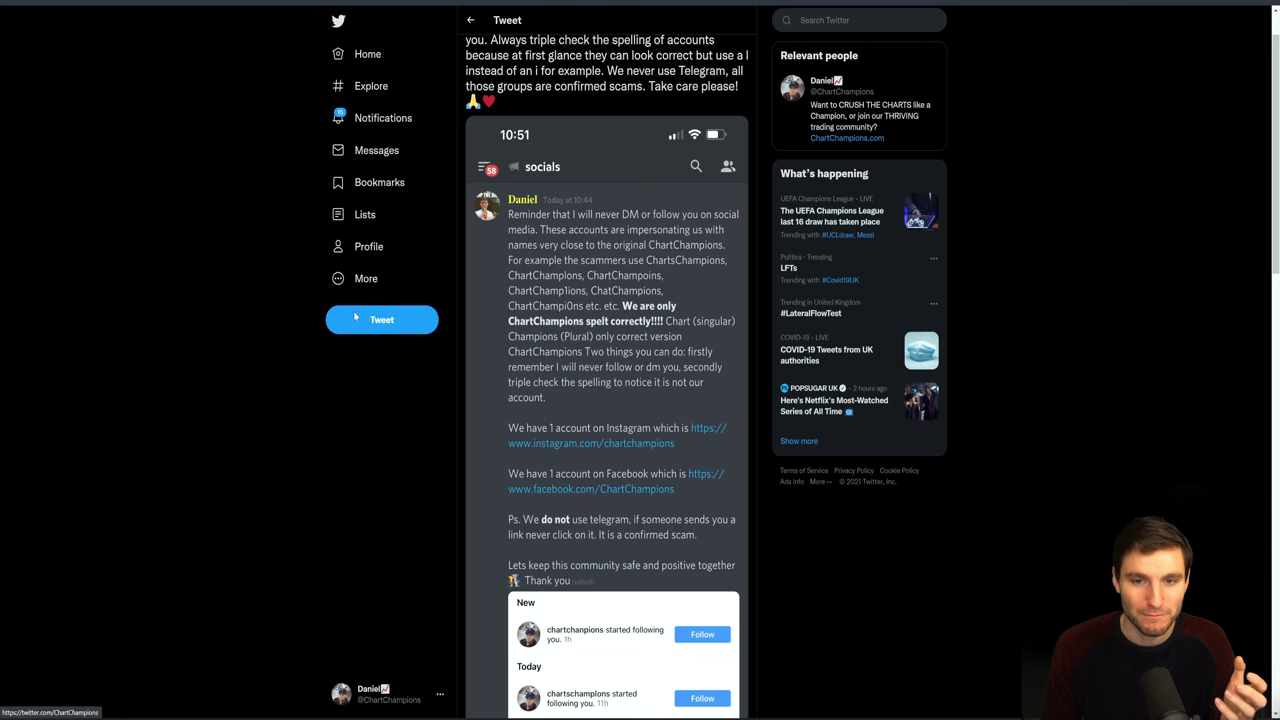 Home
Explore
15
Notifications
Messages
Bookmarks
Lists
Profile
More
Tweet
Daniel📈
@ChartChampions
https://twitter.com/ChartChampions
Tweet
you. Always triple check the spelling of accounts
because at first glance they can look correct but use a l
instead of an i for example. We never use Telegram, all
those groups are confirmed scams. Take care please!
🙏♥️
10:51
58
socials
Daniel Today at 10:44
Reminder that I will never DM or follow you on social
media. These accounts are impersonating us with
names very close to the original ChartChampions.
For example the scammers use ChartsChampions,
ChartChamplons, ChartChampoins,
ChartChamp1ions, ChatChampions,
ChartChampi0ns etc. etc. We are only
ChartChampions spelt correctly!!!! Chart (singular)
Champions (Plural) only correct version
ChartChampions Two things you can do: firstly
remember I will never follow or dm you, secondly
triple check the spelling to notice it is not our
account.
We have 1 account on Instagram which is https://
www.instagram.com/chartchampions
We have 1 account on Facebook which is https://
www.facebook.com/ChartChampions
Ps. We do not use telegram, if someone sends you a
link never click on it. It is a confirmed scam.
Lets keep this community safe and positive together
Thank you (edited)
New
chartchanpions started following
you. 1h
Follow
Today
chartschamplons started
following you. 11h
Follow
Search Twitter
Relevant people
Daniel📈
@ChartChampions
Want to CRUSH THE CHARTS like a
Champion, or join our THRIVING
trading community?
ChartChampions.com
What's happening
UEFA Champions League · LIVE
The UEFA Champions League
last 16 draw has taken place
Trending with #UCLdraw, Messi
Politics · Trending
LFTs
Trending with #Covid19UK
Trending in United Kingdom
#LateralFlowTest
COVID-19 · LIVE
COVID-19 Tweets from UK
authorities
POPSUGAR UK · 2 hours ago
Here's Netflix's Most-Watched
Series of All Time
Show more
Terms of Service Privacy Policy Cookie Policy
Ads info More··· © 2021 Twitter, Inc.